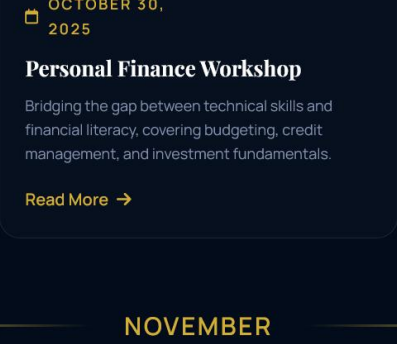 OCTOBER 30,
2025
Personal Finance Workshop
Bridging the gap between technical skills and
financial literacy, covering budgeting, credit
management, and investment fundamentals.
Read More →
NOVEMBER